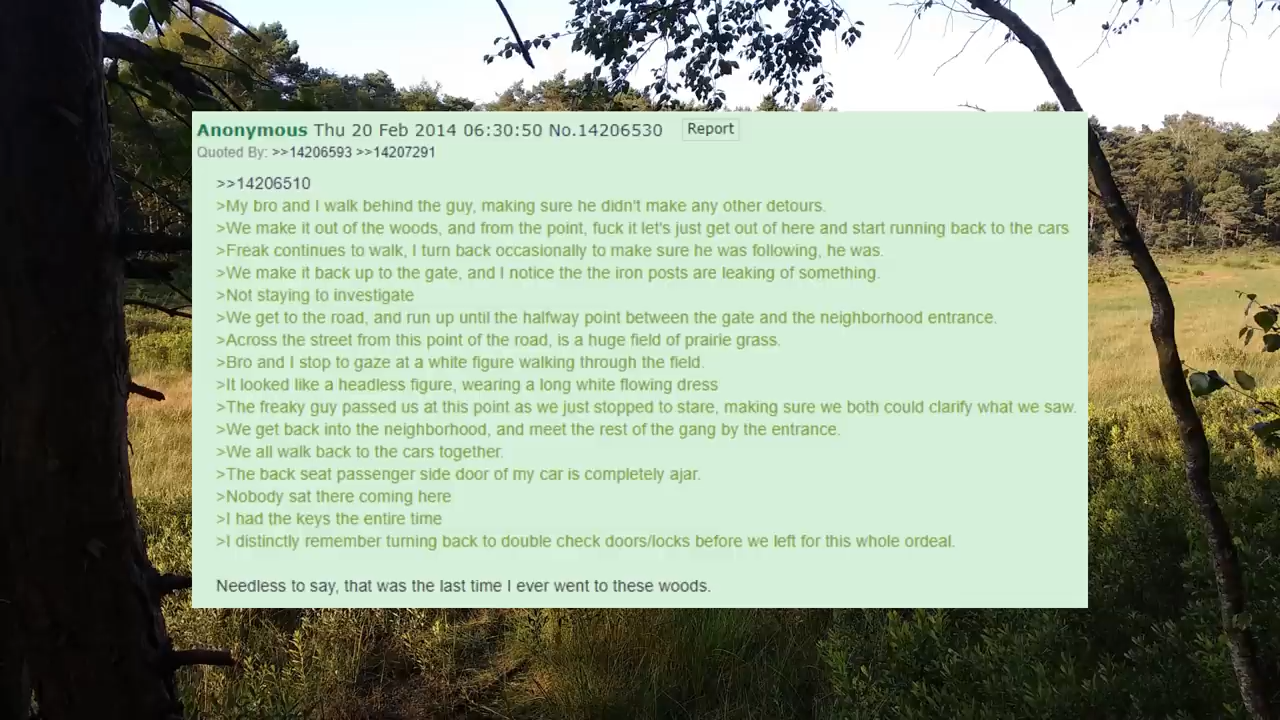 Anonymous Thu 20 Feb 2014 06:30:50 No.14206530 Report
Quoted By: >>14206593 >>14207291
>>14206510
>My bro and I walk behind the guy, making sure he didn't make any other detours.
>We make it out of the woods, and from the point, fuck it let's just get out of here and start running back to the cars
>Freak continues to walk, I turn back occasionally to make sure he was following, he was.
>We make it back up to the gate, and I notice the the iron posts are leaking of something.
>Not staying to investigate
>We get to the road, and run up until the halfway point between the gate and the neighborhood entrance.
>Across the street from this point of the road, is a huge field of prairie grass.
>Bro and I stop to gaze at a white figure walking through the field.
>It looked like a headless figure, wearing a long white flowing dress
>The freaky guy passed us at this point as we just stopped to stare, making sure we both could clarify what we saw.
>We get back into the neighborhood, and meet the rest of the gang by the entrance.
>We all walk back to the cars together.
>The back seat passenger side door of my car is completely ajar.
>Nobody sat there coming here
>I had the keys the entire time
>I distinctly remember turning back to double check doors/locks before we left for this whole ordeal.
Needless to say, that was the last time I ever went to these woods.